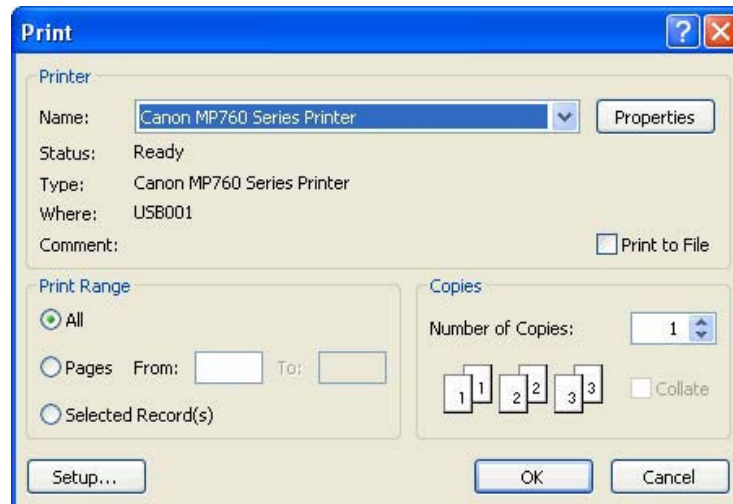 Print
Printer
Name: Canon MP760 Series Printer Properties
Status: Ready
Type: Canon MP760 Series Printer
Where: USB001
Comment: Print to File
Print Range
All
Pages From: To:
Selected Record(s)
Copies
Number of Copies: 1
1 1 2 2 3 3 Collate
Setup... OK Cancel